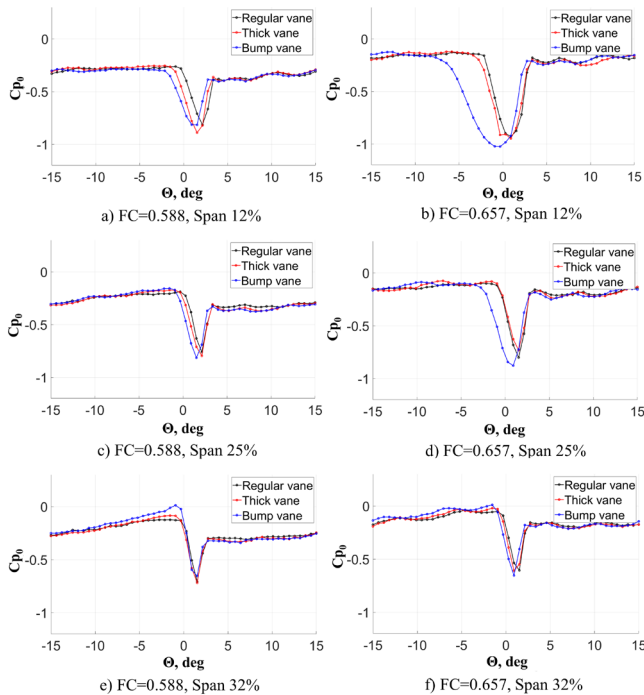 Regular vane
Thick vane
Bump vane
0
-0.5
-1
Cp0
-15 -10 -5 0 5 10 15
Θ, deg
a) FC=0.588, Span 12%
Regular vane
Thick vane
Bump vane
0
-0.5
-1
Cp0
-15 -10 -5 0 5 10 15
Θ, deg
b) FC=0.657, Span 12%
Regular vane
Thick vane
Bump vane
0
-0.5
-1
Cp0
-15 -10 -5 0 5 10 15
Θ, deg
c) FC=0.588, Span 25%
Regular vane
Thick vane
Bump vane
0
-0.5
-1
Cp0
-15 -10 -5 0 5 10 15
Θ, deg
d) FC=0.657, Span 25%
Regular vane
Thick vane
Bump vane
0
-0.5
-1
Cp0
-15 -10 -5 0 5 10 15
Θ, deg
e) FC=0.588, Span 32%
Regular vane
Thick vane
Bump vane
0
-0.5
-1
Cp0
-15 -10 -5 0 5 10 15
Θ, deg
f) FC=0.657, Span 32%